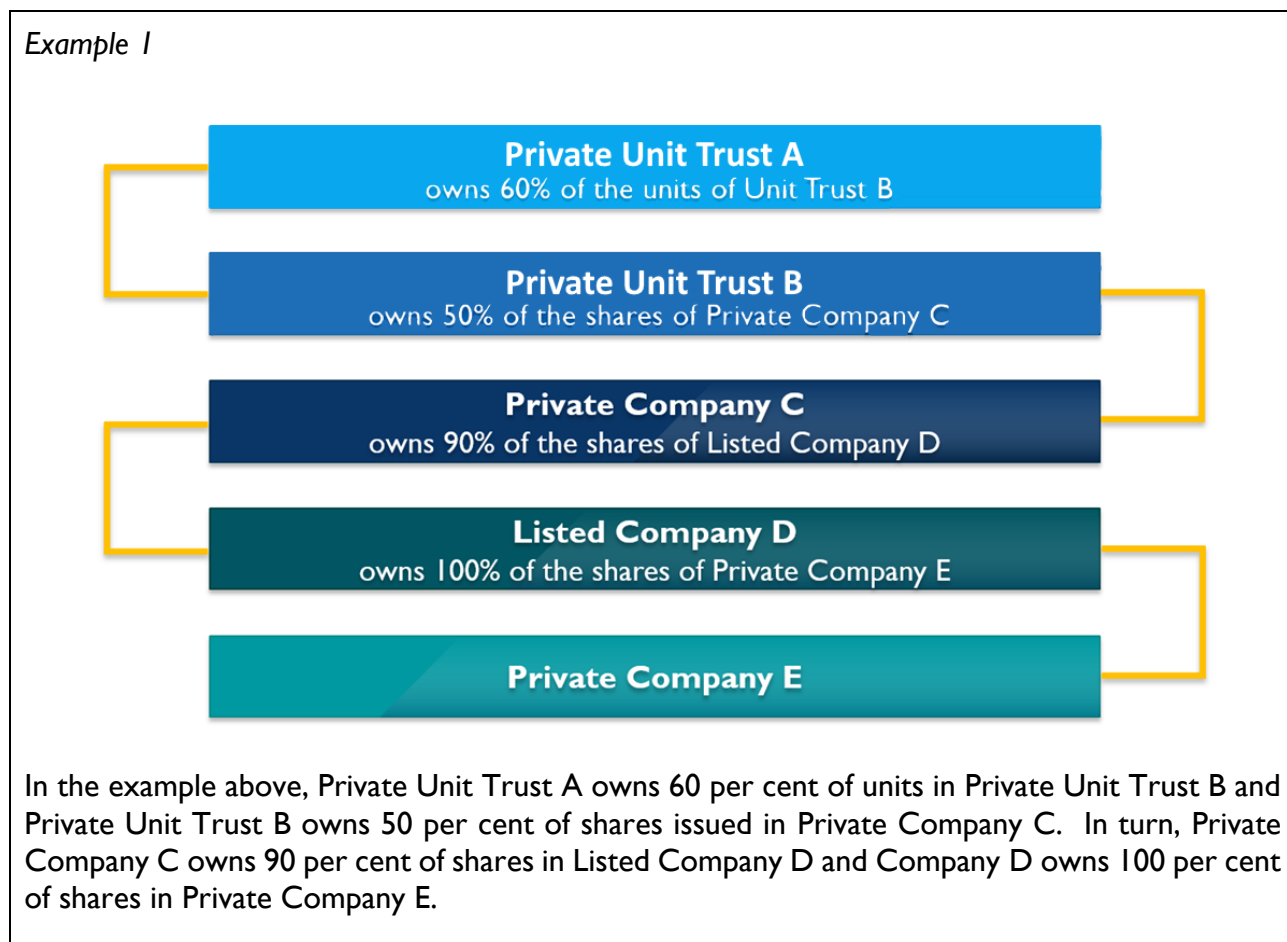 Example 1
Private Unit Trust A
owns 60% of the units of Unit Trust B
Private Unit Trust B
owns 50% of the shares of Private Company C
Private Company C
owns 90% of the shares of Listed Company D
Listed Company D
owns 100% of the shares of Private Company E
Private Company E
In the example above, Private Unit Trust A owns 60 per cent of units in Private Unit Trust B and
Private Unit Trust B owns 50 per cent of shares issued in Private Company C. In turn, Private
Company C owns 90 per cent of shares in Listed Company D and Company D owns 100 per cent
of shares in Private Company E.